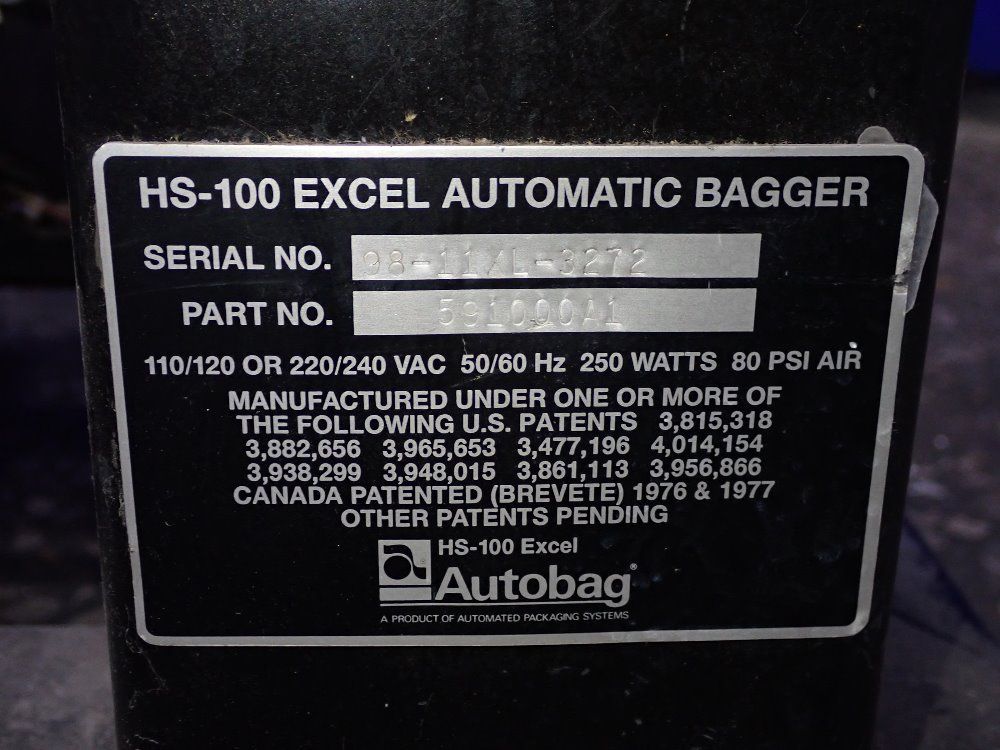 HS-100 EXCEL AUTOMATIC BAGGER
SERIAL NO. 98-11XL-3272
PART NO. 591000A1
110/120 OR 220/240 VAC 50/60 Hz 250 WATTS 80 PSI AIR
MANUFACTURED UNDER ONE OR MORE OF
THE FOLLOWING U.S. PATENTS 3,815,318
3,882,656 3,965,653 3,477,196 4,014,154
3,938,299 3,948,015 3,861,113 3,956,866
CANADA PATENTED (BREVETE) 1976 & 1977
OTHER PATENTS PENDING
HS-100 Excel
a Autobag®
A PRODUCT OF AUTOMATED PACKAGING SYSTEMS